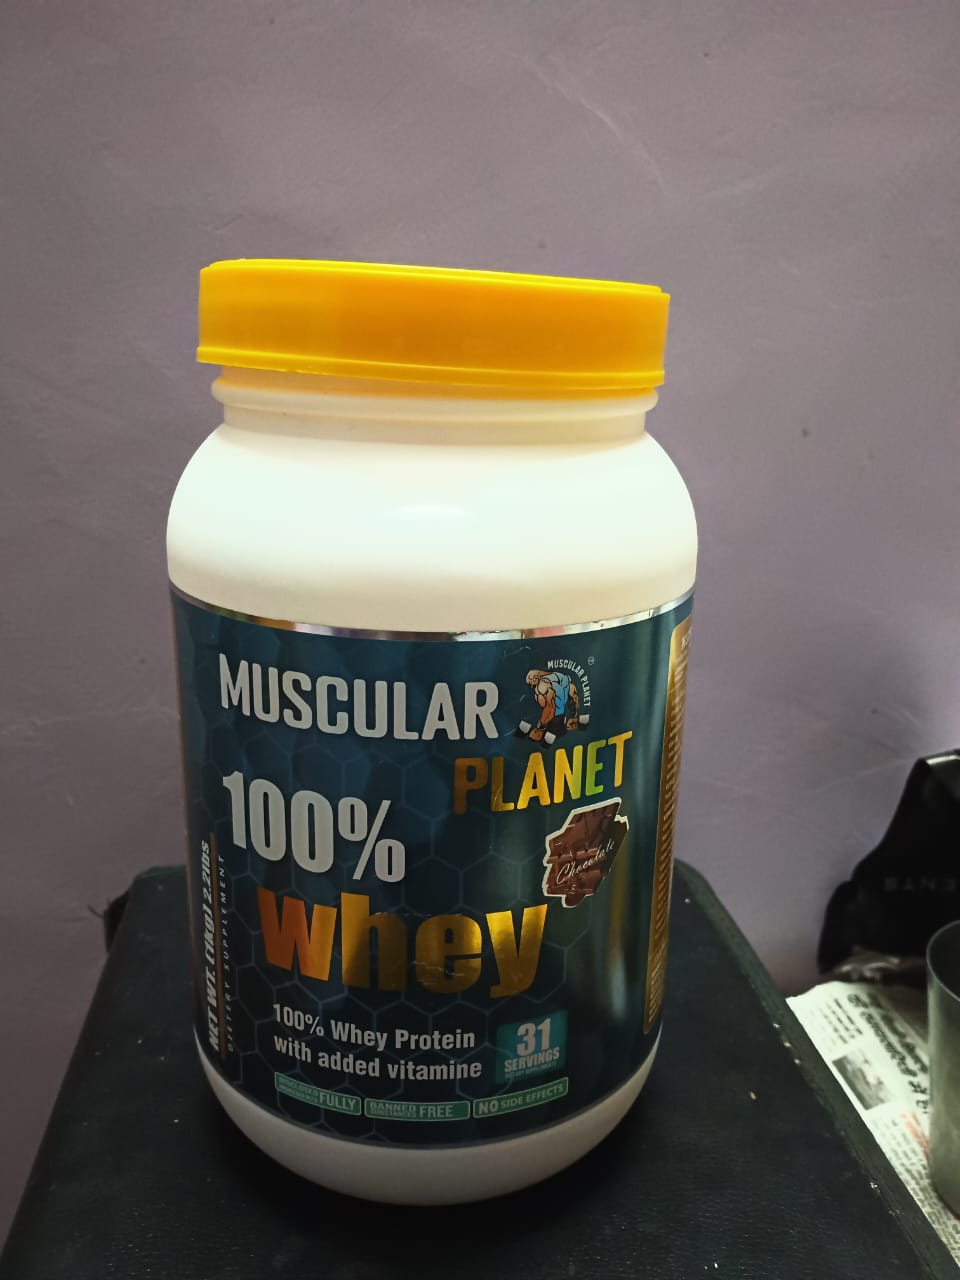 MUSCULAR
MUSCULAR PLANET
PLANET
100%
Chocolate
whey
100% Whey Protein
with added vitamine
31
SERVINGS
NET WT. (1kg) 2.2lbs
DIETARY SUPPLEMENT
FULLY
BANNED SUBSTANCES FREE
NO SIDE EFFECTS